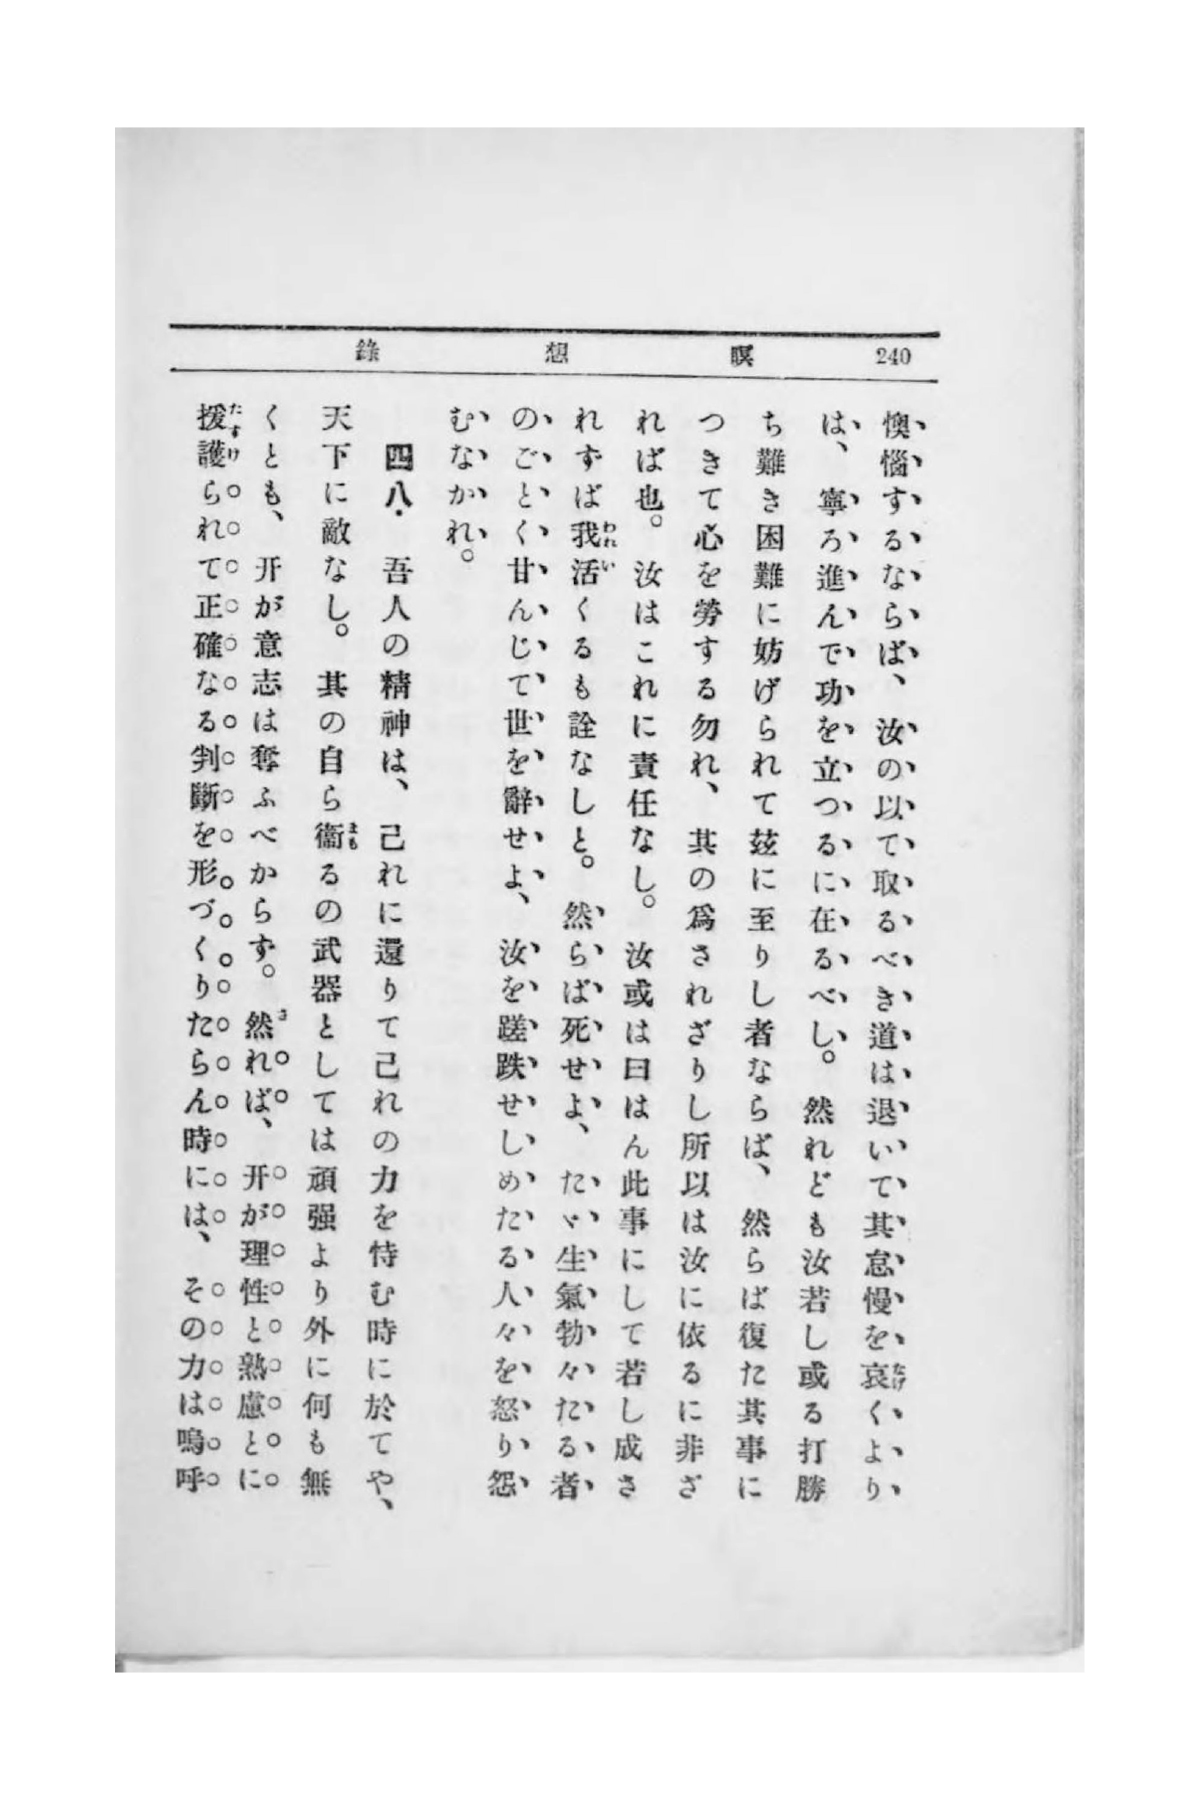 240 瞑想錄
懊惱するならば、汝の以て取るべき道は退いて其怠慢を哀くより
は、寧ろ進んで功を立つるに在るべし。然れども汝若し或る打勝
ち難き困難に妨げられて茲に至りし者ならば、然らば復た其事に
つきて心を勞する勿れ、其の爲されざりし所以は汝に依るに非ざ
れば也。汝はこれに責任なし。汝或は曰はん此事にして若し成さ
れずば我活くるも詮なしと。然らば死せよ、たゞ生氣勃々たる者
のごとく甘んじて世を辭せよ、汝を蹉跌せしめたる人々を怒り怨
むなかれ。
四八. 吾人の精神は、己れに還りて己れの力を恃む時に於てや、
天下に敵なし。其の自ら衞るの武器としては頑强より外に何も無
くとも、开が意志は奪ふべからず。然れば、开が理性と熟慮とに
援護られて正確なる判斷を形づくりたらん時には、その力は嗚呼